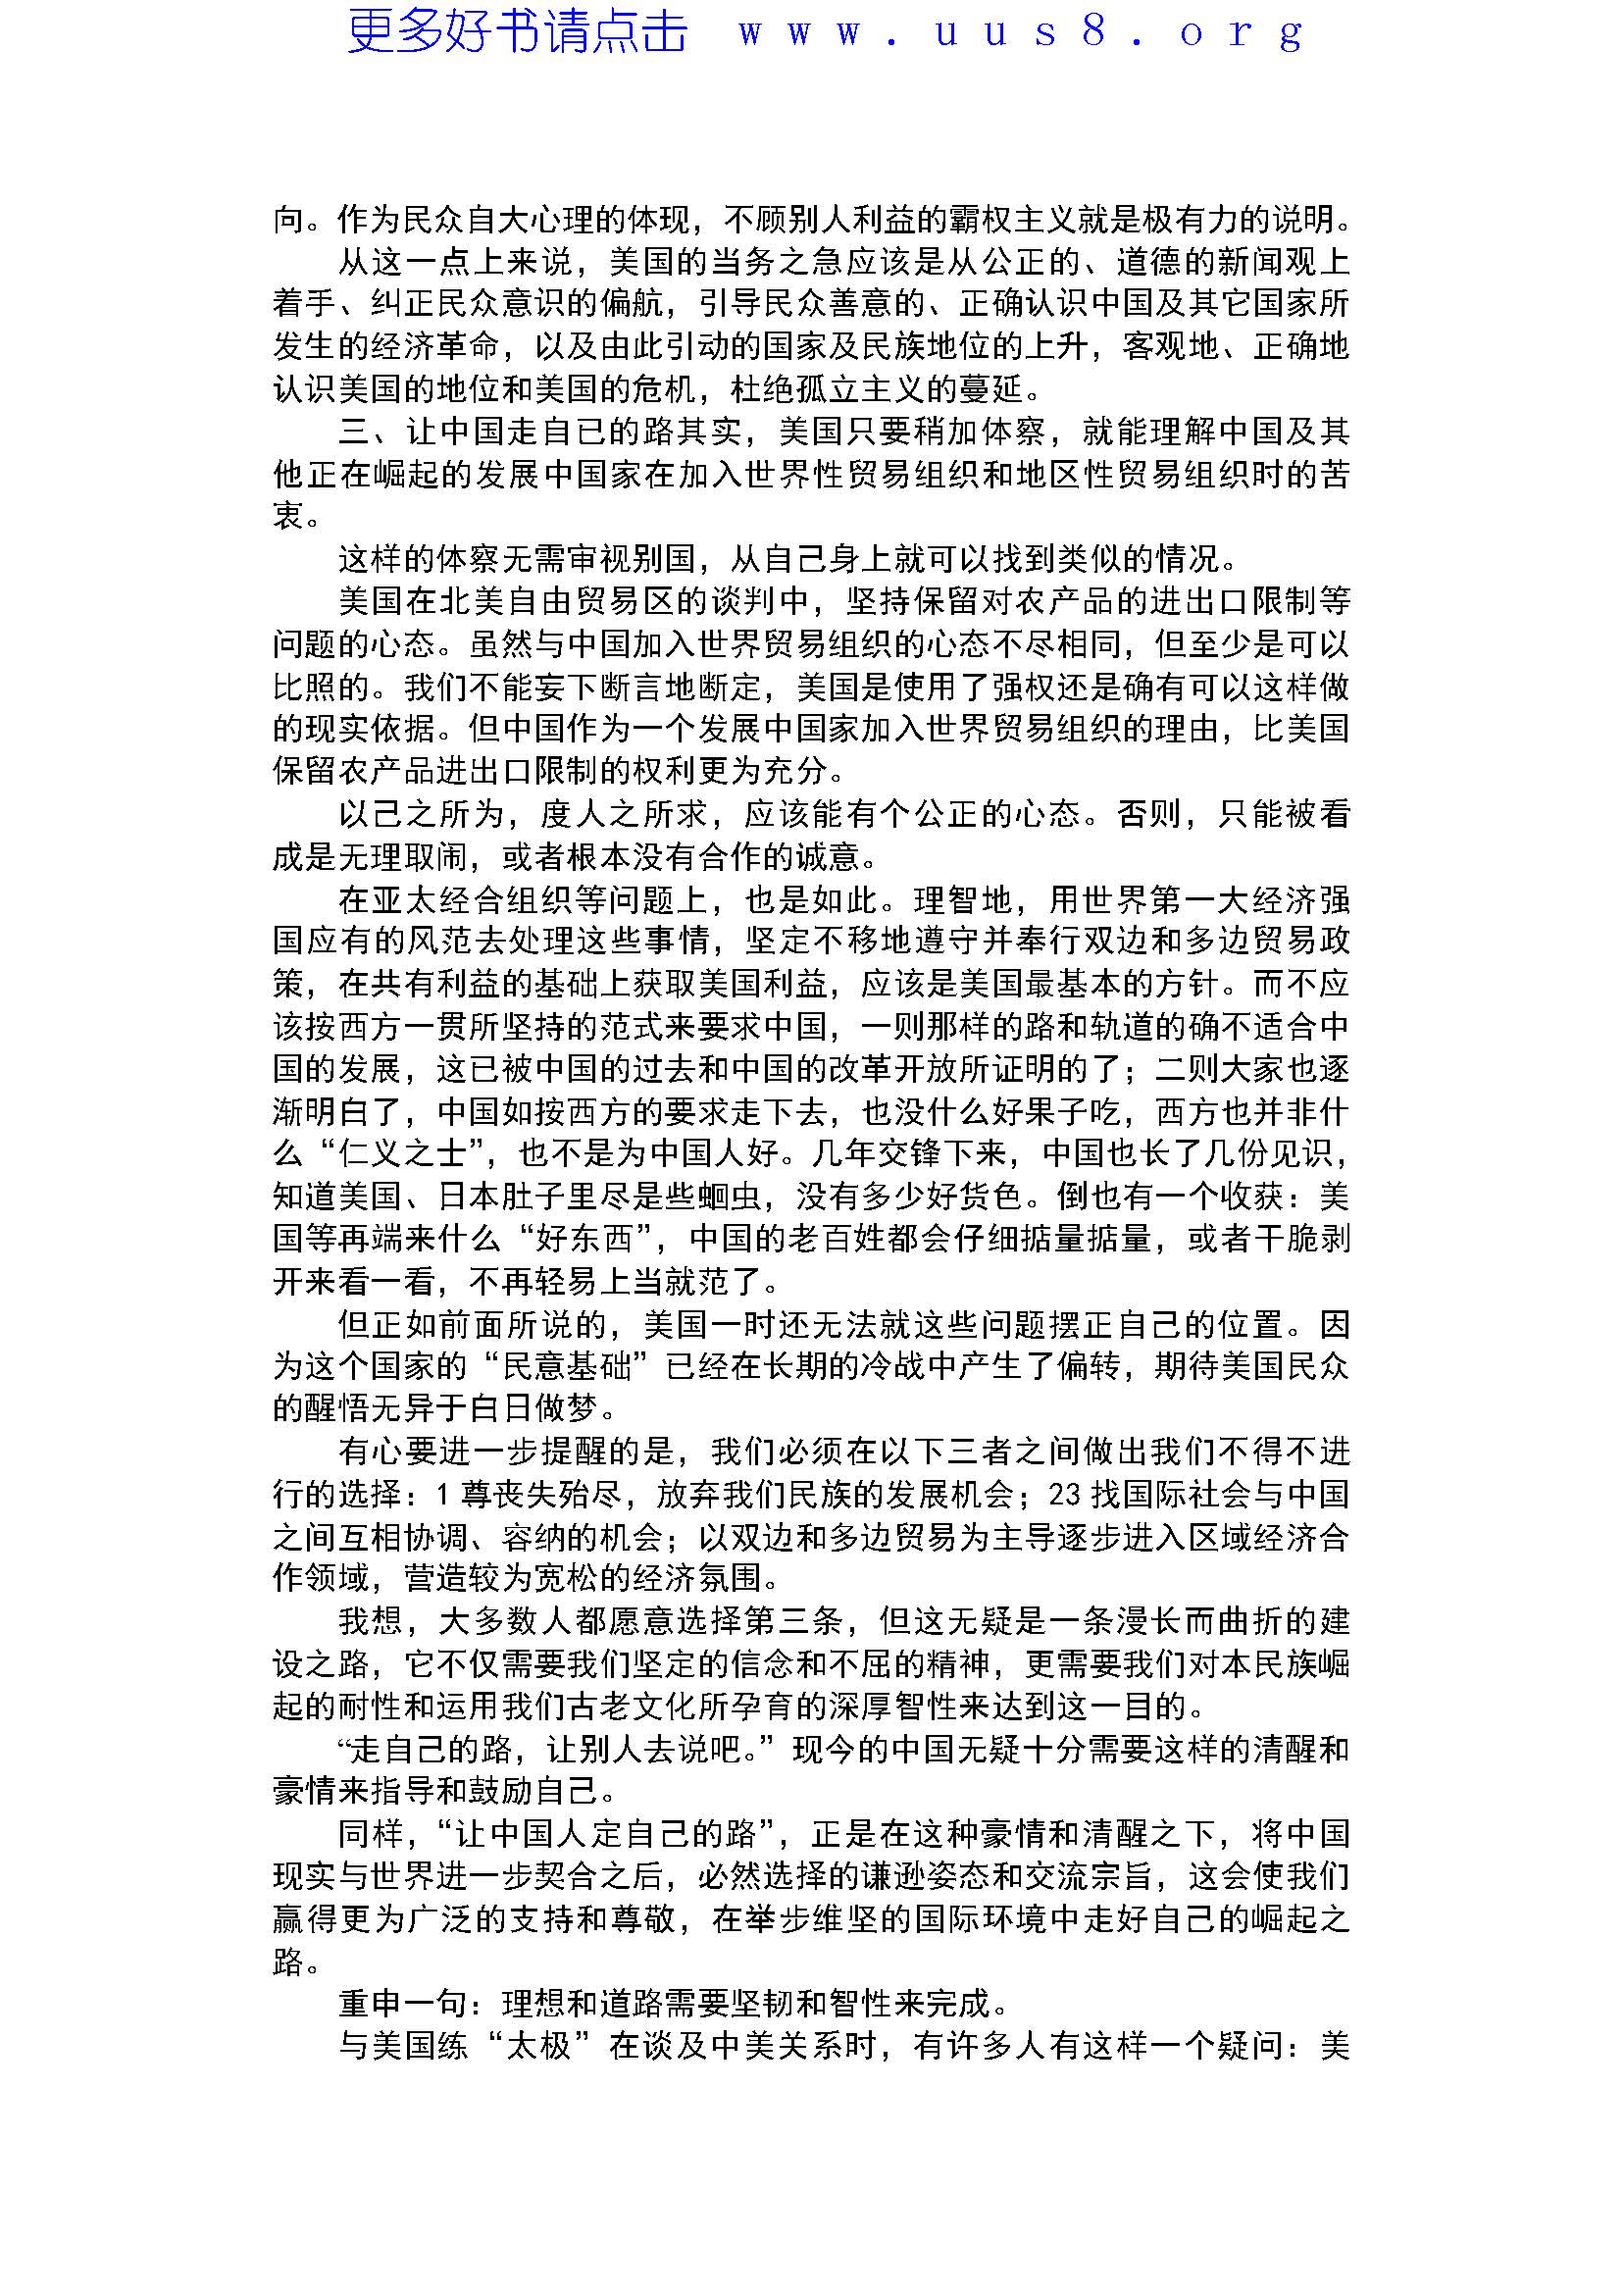 更多好书请点击 www.uus8.org
向。作为民众自大心理的体现，不顾别人利益的霸权主义就是极有力的说明。
从这一点上来说，美国的当务之急应该是从公正的、道德的新闻观上
着手、纠正民众意识的偏航，引导民众善意的、正确认识中国及其它国家所
发生的经济革命，以及由此引动的国家及民族地位的上升，客观地、正确地
认识美国的地位和美国的危机，杜绝孤立主义的蔓延。
三、让中国走自已的路其实，美国只要稍加体察，就能理解中国及其
他正在崛起的发展中国家在加入世界性贸易组织和地区性贸易组织时的苦
衷。
这样的体察无需审视别国，从自己身上就可以找到类似的情况。
美国在北美自由贸易区的谈判中，坚持保留对农产品的进出口限制等
问题的心态。虽然与中国加入世界贸易组织的心态不尽相同，但至少是可以
比照的。我们不能妄下断言地断定，美国是使用了强权还是确有可以这样做
的现实依据。但中国作为一个发展中国家加入世界贸易组织的理由，比美国
保留农产品进出口限制的权利更为充分。
以己之所为，度人之所求，应该能有个公正的心态。否则，只能被看
成是无理取闹，或者根本没有合作的诚意。
在亚太经合组织等问题上，也是如此。理智地，用世界第一大经济强
国应有的风范去处理这些事情，坚定不移地遵守并奉行双边和多边贸易政
策，在共有利益的基础上获取美国利益，应该是美国最基本的方针。而不应
该按西方一贯所坚持的范式来要求中国，一则那样的路和轨道的确不适合中
国的发展，这已被中国的过去和中国的改革开放所证明的了；二则大家也逐
渐明白了，中国如按西方的要求走下去，也没什么好果子吃，西方也并非什
么“仁义之士”，也不是为中国人好。几年交锋下来，中国也长了几份见识，
知道美国、日本肚子里尽是些蛔虫，没有多少好货色。倒也有一个收获：美
国等再端来什么“好东西”，中国的老百姓都会仔细掂量掂量，或者干脆剥
开来看一看，不再轻易上当就范了。
但正如前面所说的，美国一时还无法就这些问题摆正自己的位置。因
为这个国家的“民意基础”已经在长期的冷战中产生了偏转，期待美国民众
的醒悟无异于白日做梦。
有心要进一步提醒的是，我们必须在以下三者之间做出我们不得不进
行的选择：1 尊丧失殆尽，放弃我们民族的发展机会；23 找国际社会与中国
之间互相协调、容纳的机会；以双边和多边贸易为主导逐步进入区域经济合
作领域，营造较为宽松的经济氛围。
我想，大多数人都愿意选择第三条，但这无疑是一条漫长而曲折的建
设之路，它不仅需要我们坚定的信念和不屈的精神，更需要我们对本民族崛
起的耐性和运用我们古老文化所孕育的深厚智性来达到这一目的。
“走自己的路，让别人去说吧。”现今的中国无疑十分需要这样的清醒和
豪情来指导和鼓励自己。
同样，“让中国人定自己的路”，正是在这种豪情和清醒之下，将中国
现实与世界进一步契合之后，必然选择的谦逊姿态和交流宗旨，这会使我们
赢得更为广泛的支持和尊敬，在举步维坚的国际环境中走好自己的崛起之
路。
重申一句：理想和道路需要坚韧和智性来完成。
与美国练“太极”在谈及中美关系时，有许多人有这样一个疑问：美